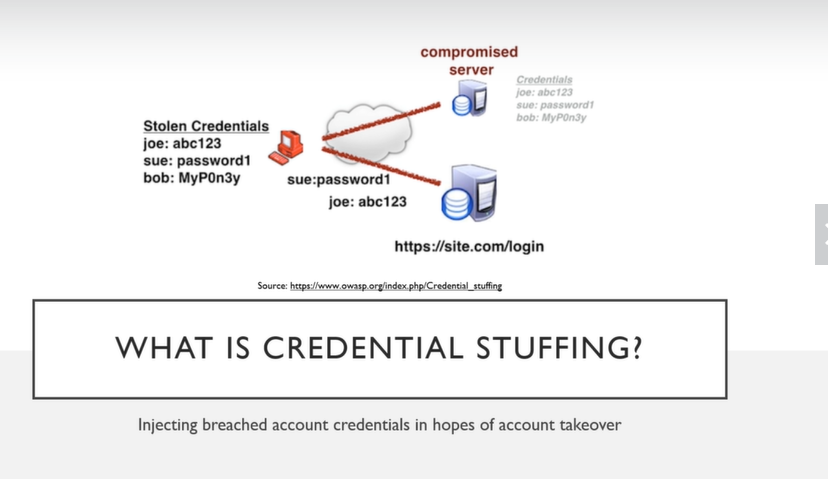 compromised
server
Credentials
joe: abc123
sue: password1
bob: MyP0n3y
Stolen Credentials
joe: abc123
sue: password1
bob: MyP0n3y
sue:password1
joe: abc123
https://site.com/login
Source: https://www.owasp.org/index.php/Credential_stuffing
WHAT IS CREDENTIAL STUFFING?
Injecting breached account credentials in hopes of account takeover